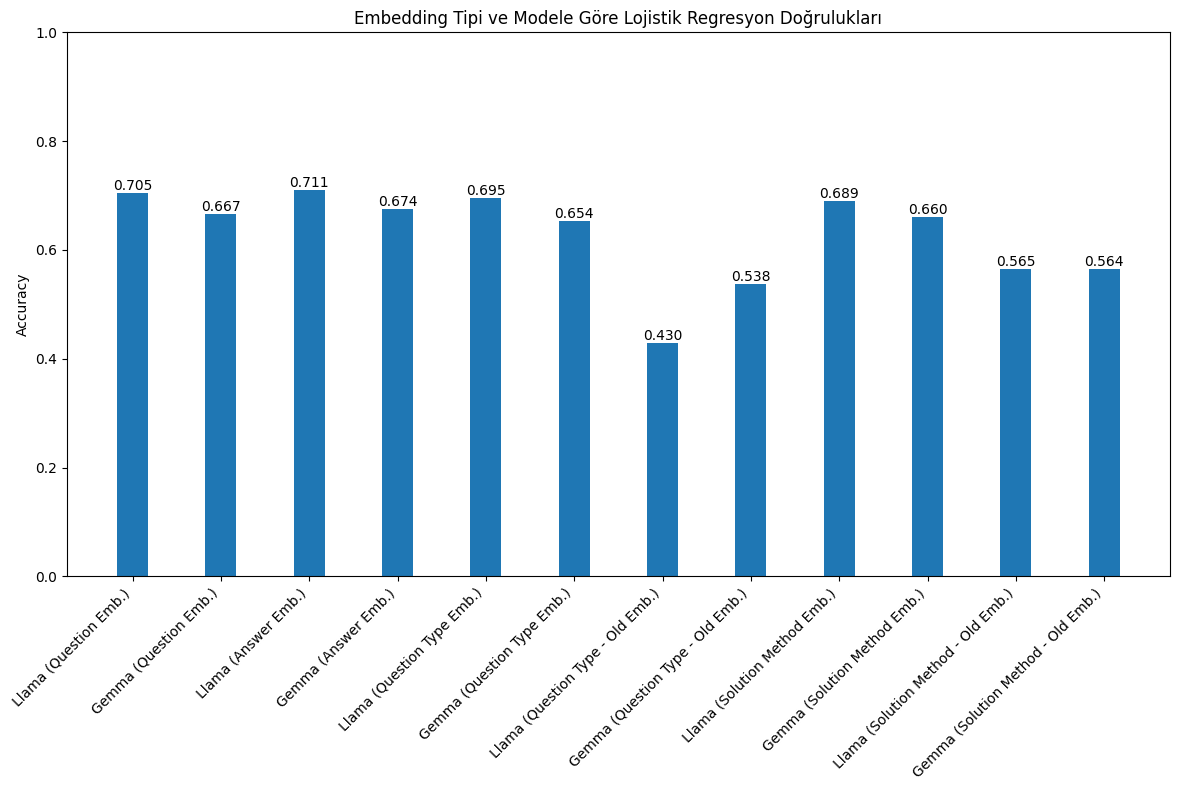 Embedding Tipi ve Modele Göre Lojistik Regresyon Doğrulukları
Accuracy
1.0
0.8
0.6
0.4
0.2
0.0
0.705
0.667
0.711
0.674
0.695
0.654
0.430
0.538
0.689
0.660
0.565
0.564
Llama (Question Emb.)
Gemma (Question Emb.)
Llama (Answer Emb.)
Gemma (Answer Emb.)
Llama (Question Type Emb.)
Gemma (Question Type Emb.)
Llama (Question Type - Old Emb.)
Gemma (Question Type - Old Emb.)
Llama (Solution Method Emb.)
Gemma (Solution Method Emb.)
Llama (Solution Method - Old Emb.)
Gemma (Solution Method - Old Emb.)